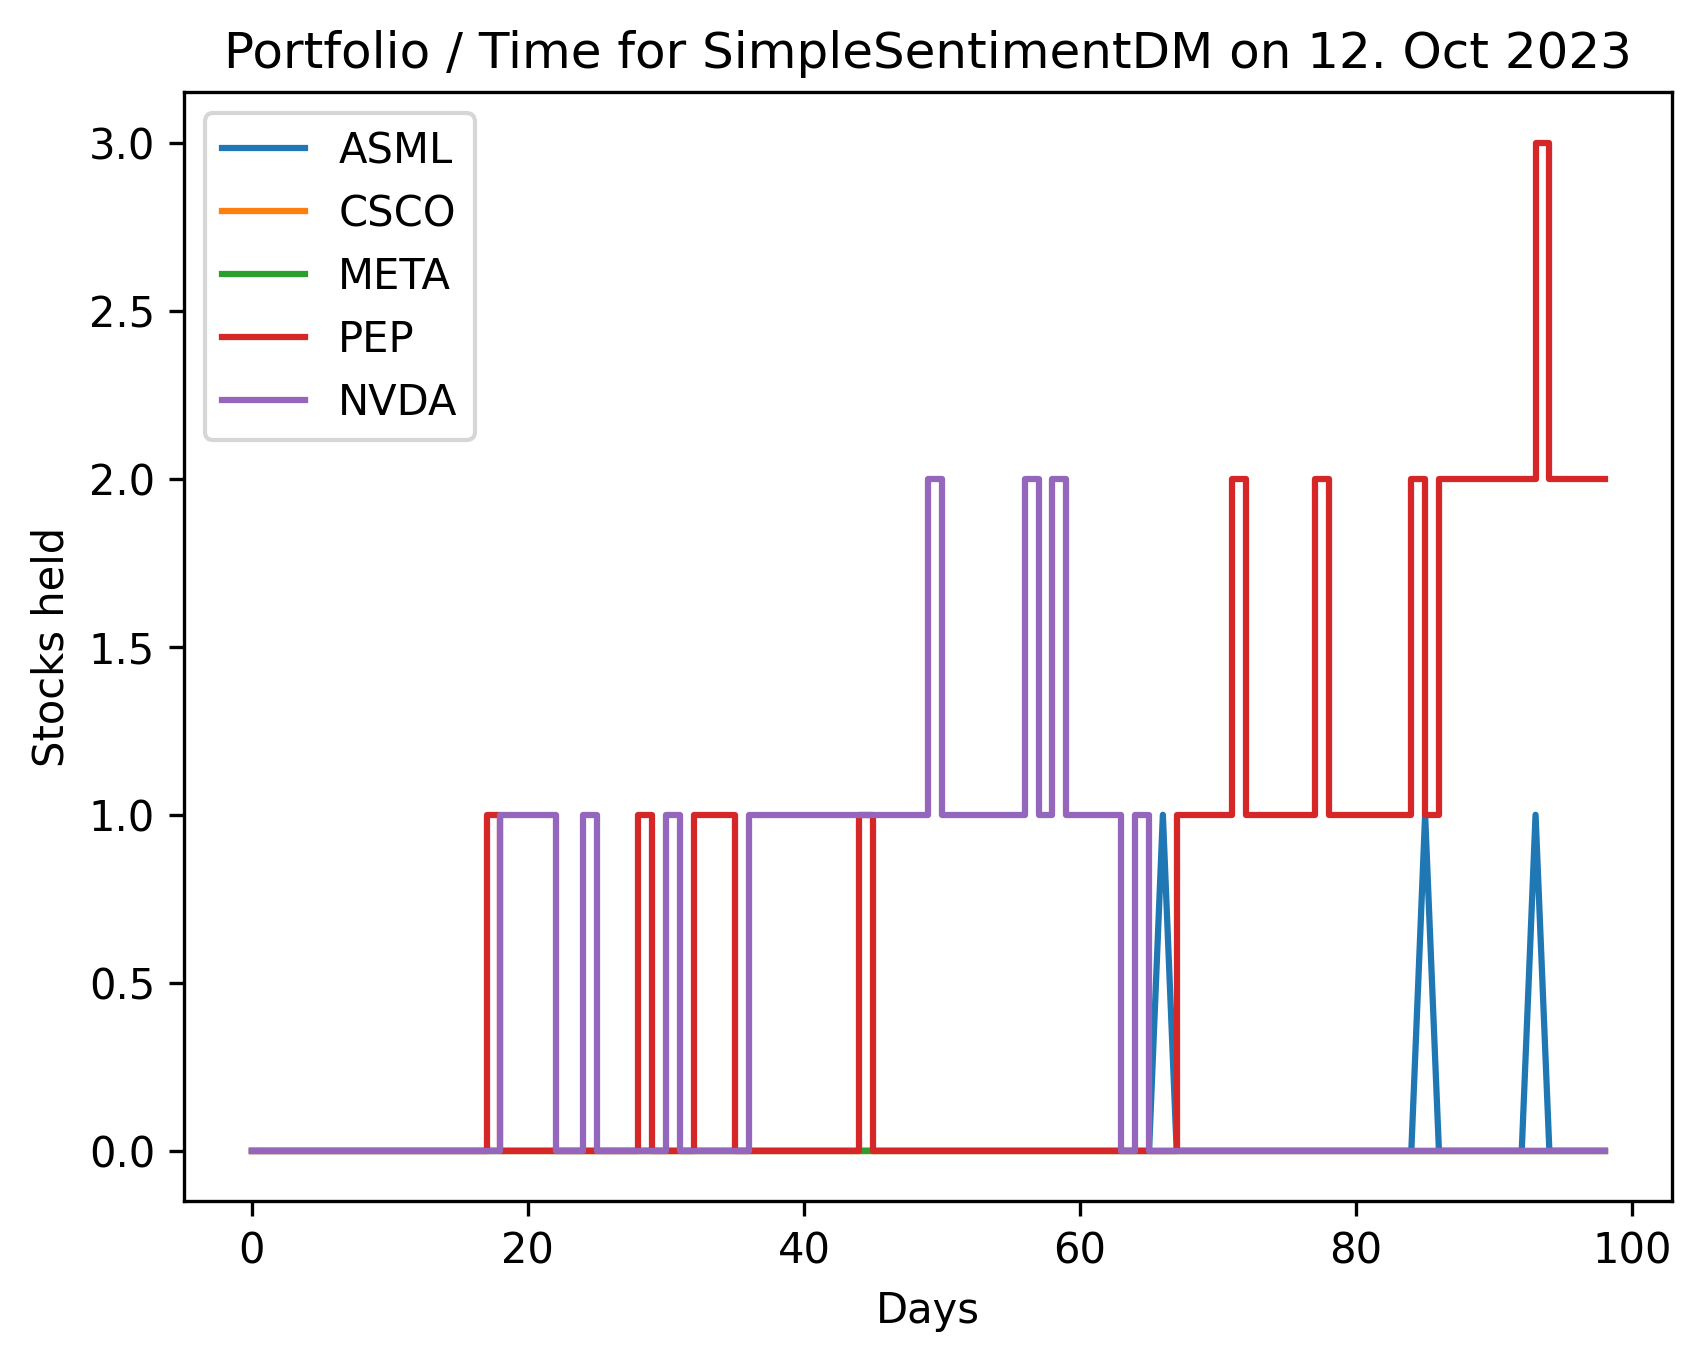 Portfolio / Time for SimpleSentimentDM on 12. Oct 2023
ASML
CSCO
META
PEP
NVDA
3.0
2.5
2.0
1.5
1.0
0.5
0.0
Stocks held
0 20 40 60 80 100
Days